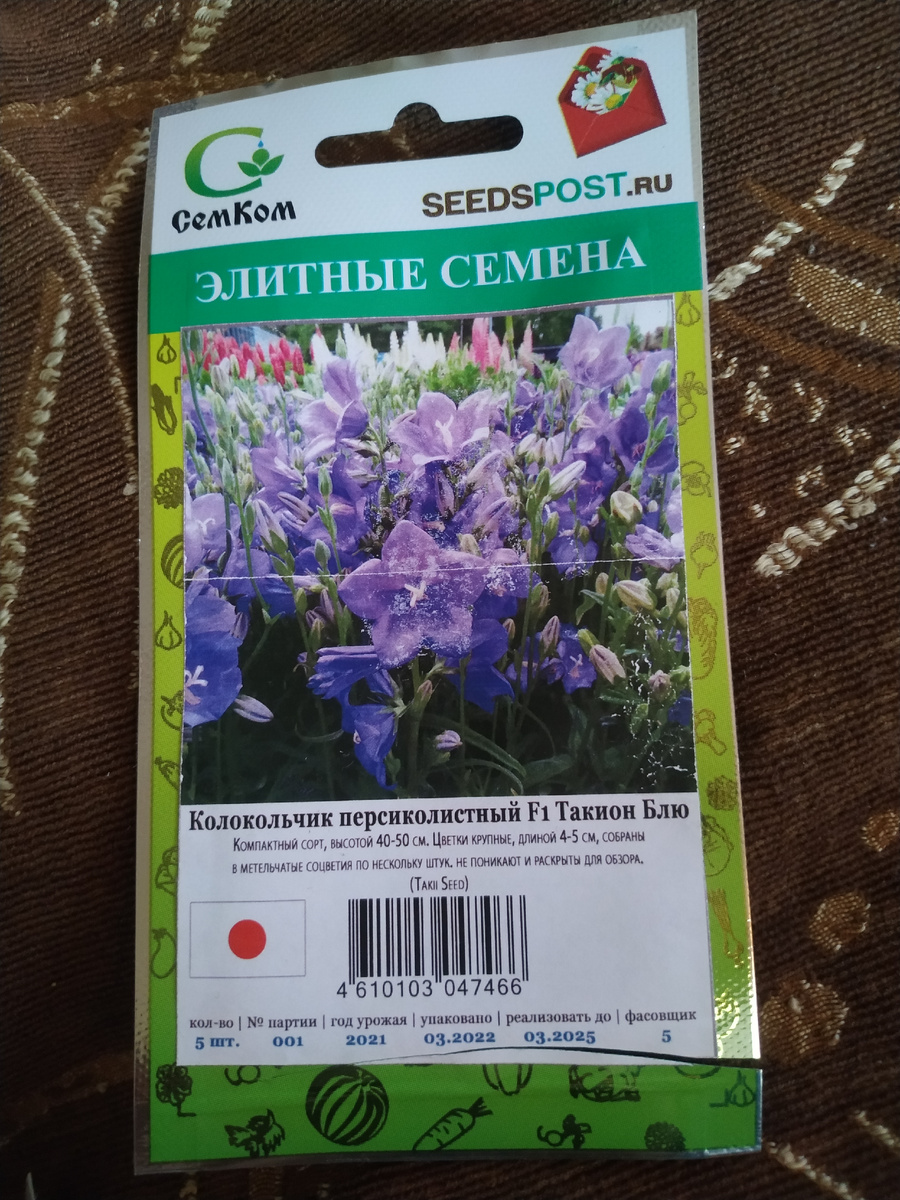 СемКом
SEEDSPOST.RU
ЭЛИТНЫЕ СЕМЕНА
Колокольчик персиколистный F1 Такион Блю
Компактный сорт, высотой 40-50 см. Цветки крупные, длиной 4-5 см, собраны
в метельчатые соцветия по нескольку штук. не поникают и раскрыты для обзора.
(Takii Seed)
4 610103 047466
кол-во | № партии | год урожая | упаковано | реализовать до | фасовщик
5 шт. 001 2021 03.2022 03.2025 5